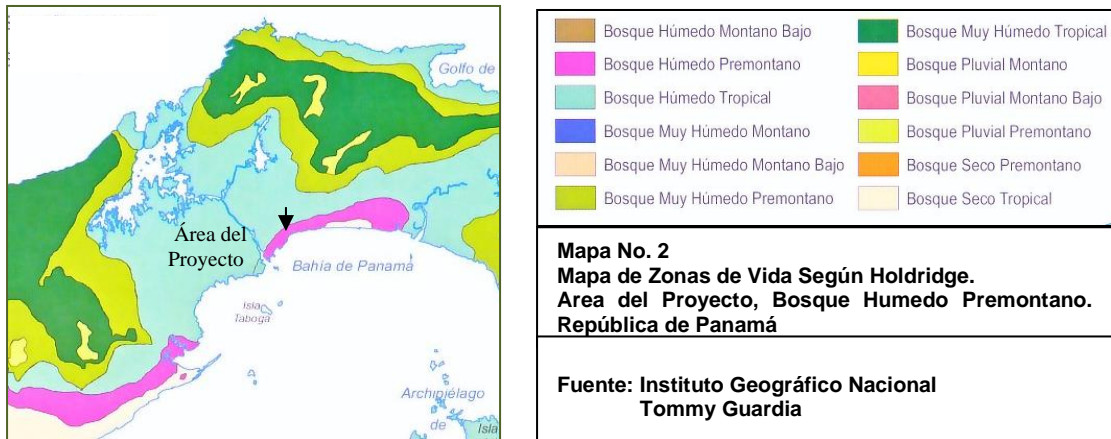 Golfo de
Área del
Proyecto
Bahía de Panamá
Isla
Taboga
Archipiélago
de
Isla
Bosque Húmedo Montano Bajo
Bosque Húmedo Premontano
Bosque Húmedo Tropical
Bosque Muy Húmedo Montano
Bosque Muy Húmedo Montano Bajo
Bosque Muy Húmedo Premontano
Bosque Muy Húmedo Tropical
Bosque Pluvial Montano
Bosque Pluvial Montano Bajo
Bosque Pluvial Premontano
Bosque Seco Premontano
Bosque Seco Tropical
Mapa No. 2
Mapa de Zonas de Vida Según Holdridge.
Area del Proyecto, Bosque Humedo Premontano.
República de Panamá
Fuente: Instituto Geográfico Nacional
Tommy Guardia